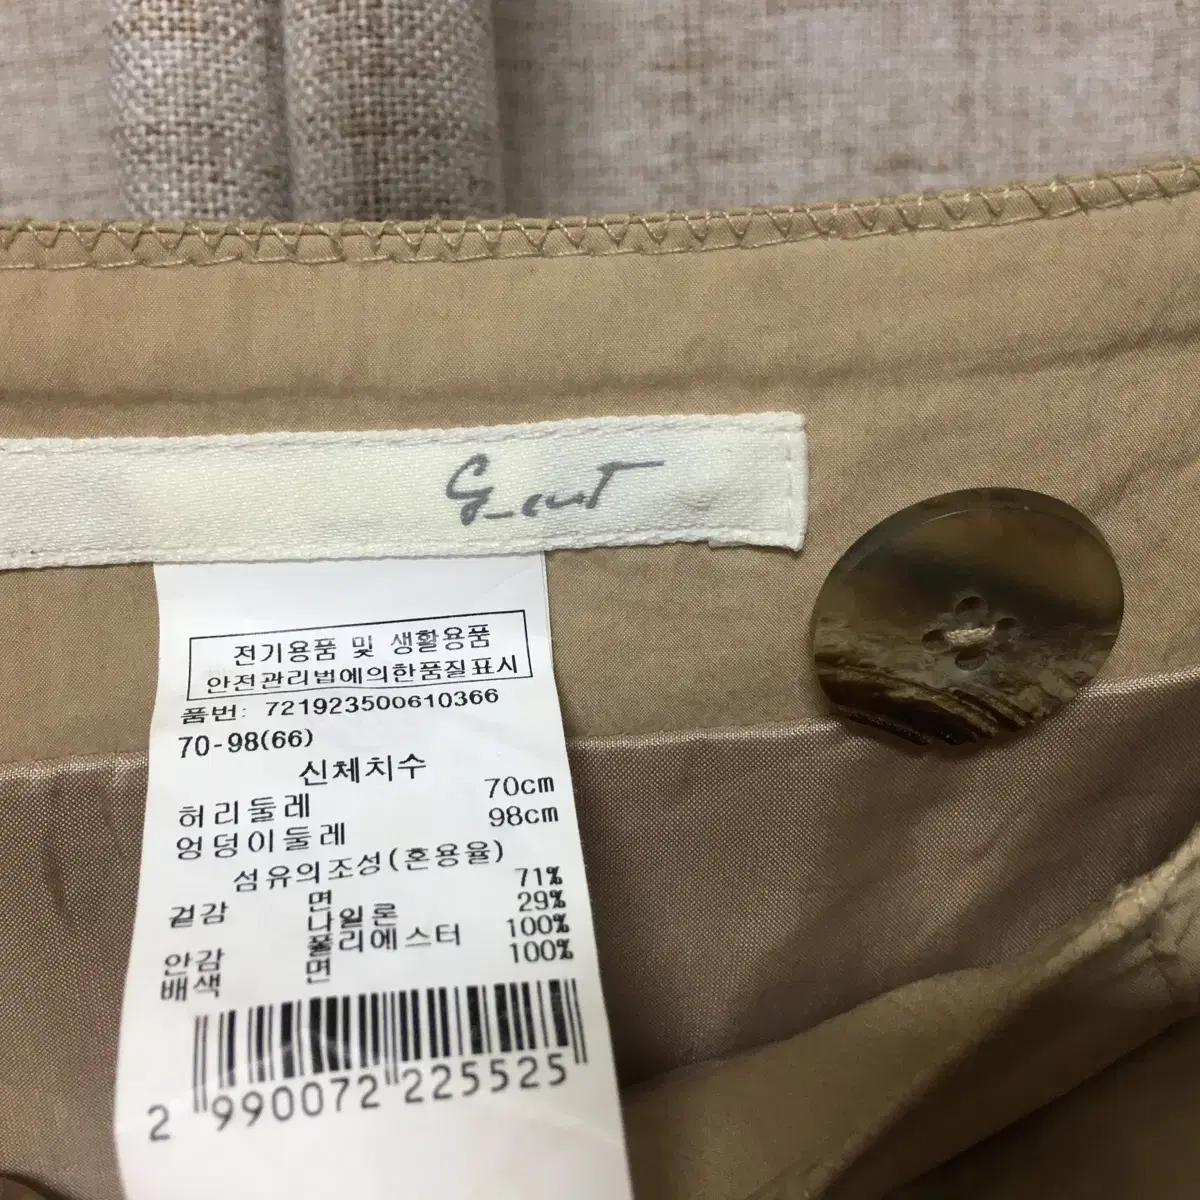 G_cut
전기용품 및 생활용품
안전관리법에의한품질표시
품번: 721923500610366
70-98(66)
신체치수
허리둘레 70cm
엉덩이둘레 98cm
섬유의조성(혼용율)
겉감 면 71%
나일론 29%
안감 폴리에스터 100%
배색 면 100%
2 990072 225525